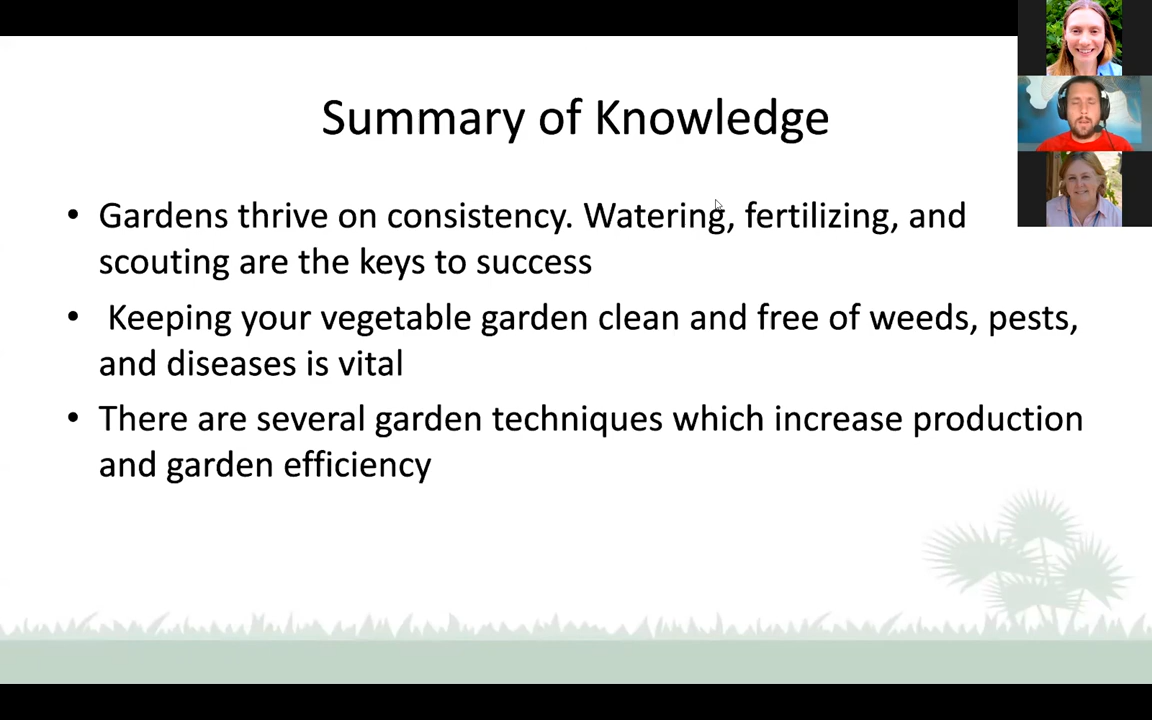 Summary of Knowledge
• Gardens thrive on consistency. Watering, fertilizing, and
scouting are the keys to success
• Keeping your vegetable garden clean and free of weeds, pests,
and diseases is vital
• There are several garden techniques which increase production
and garden efficiency